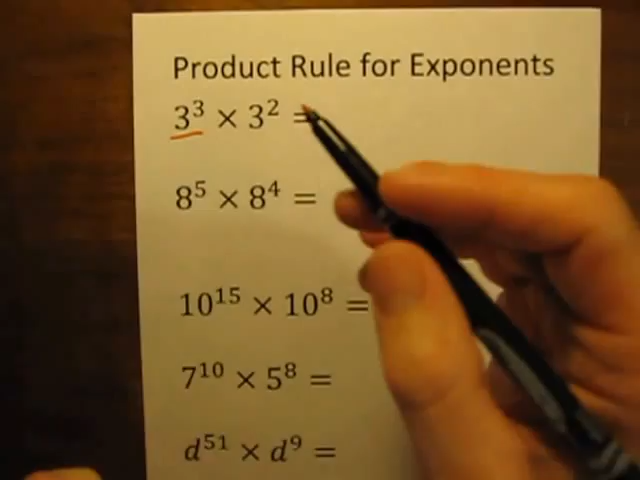 Product Rule for Exponents
3³ × 3² =
8⁵ × 8⁴ =
10¹⁵ × 10⁸ =
7¹⁰ × 5⁸ =
d⁵¹ × d⁹ =